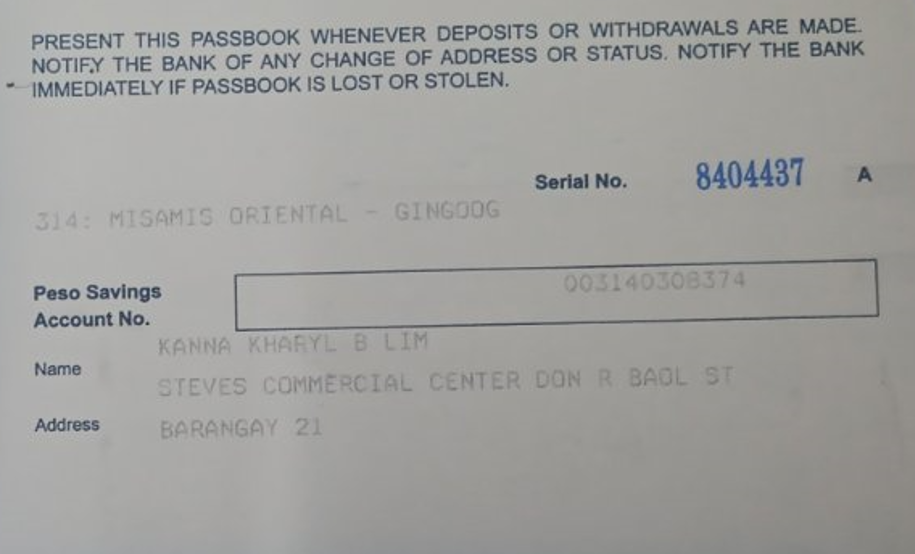 PRESENT THIS PASSBOOK WHENEVER DEPOSITS OR WITHDRAWALS ARE MADE.
NOTIFY THE BANK OF ANY CHANGE OF ADDRESS OR STATUS. NOTIFY THE BANK
IMMEDIATELY IF PASSBOOK IS LOST OR STOLEN.
Serial No. 8404437 A
314: MISAMIS ORIENTAL - GINGOOG
Peso Savings
Account No. 003140308374
KANNA KHARYL B LIM
Name
STEVES COMMERCIAL CENTER DON R BAOL ST
Address BARANGAY 21